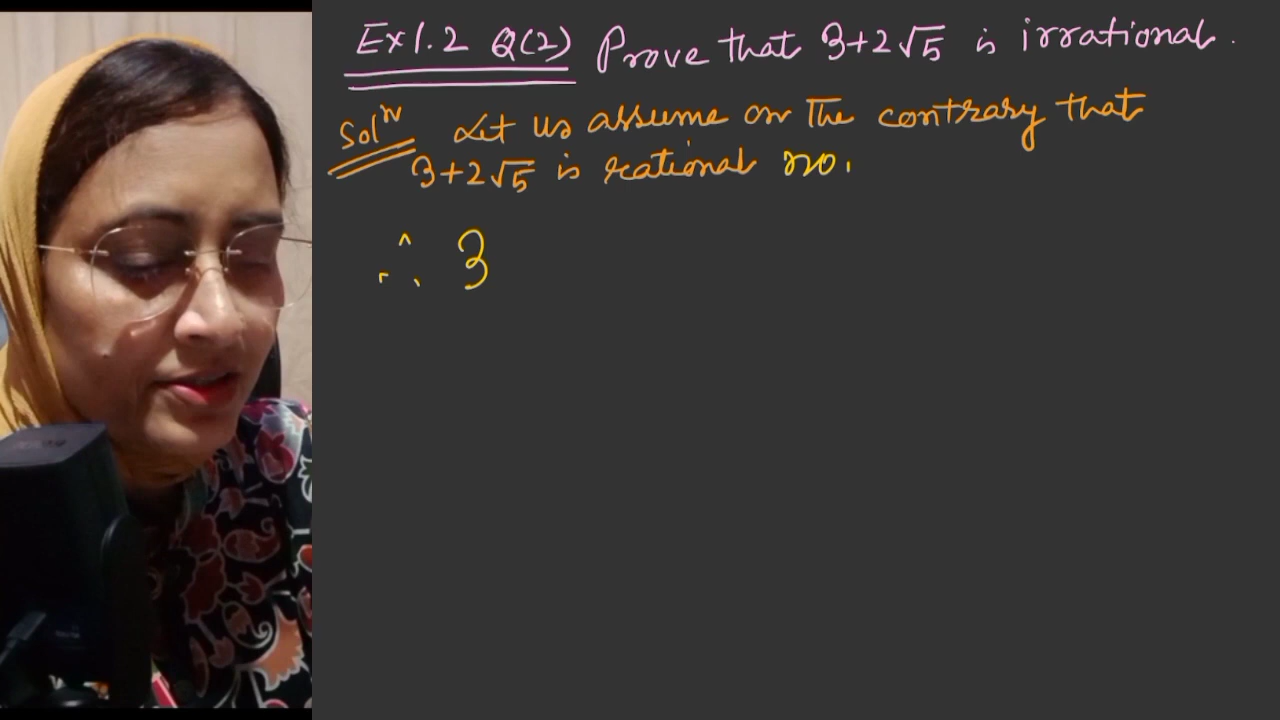 Ex 1.2 Q(2) Prove that 3+2√5 is irrational.
Solⁿ Let us assume on the contrary that
3+2√5 is rational no.
∴ 3